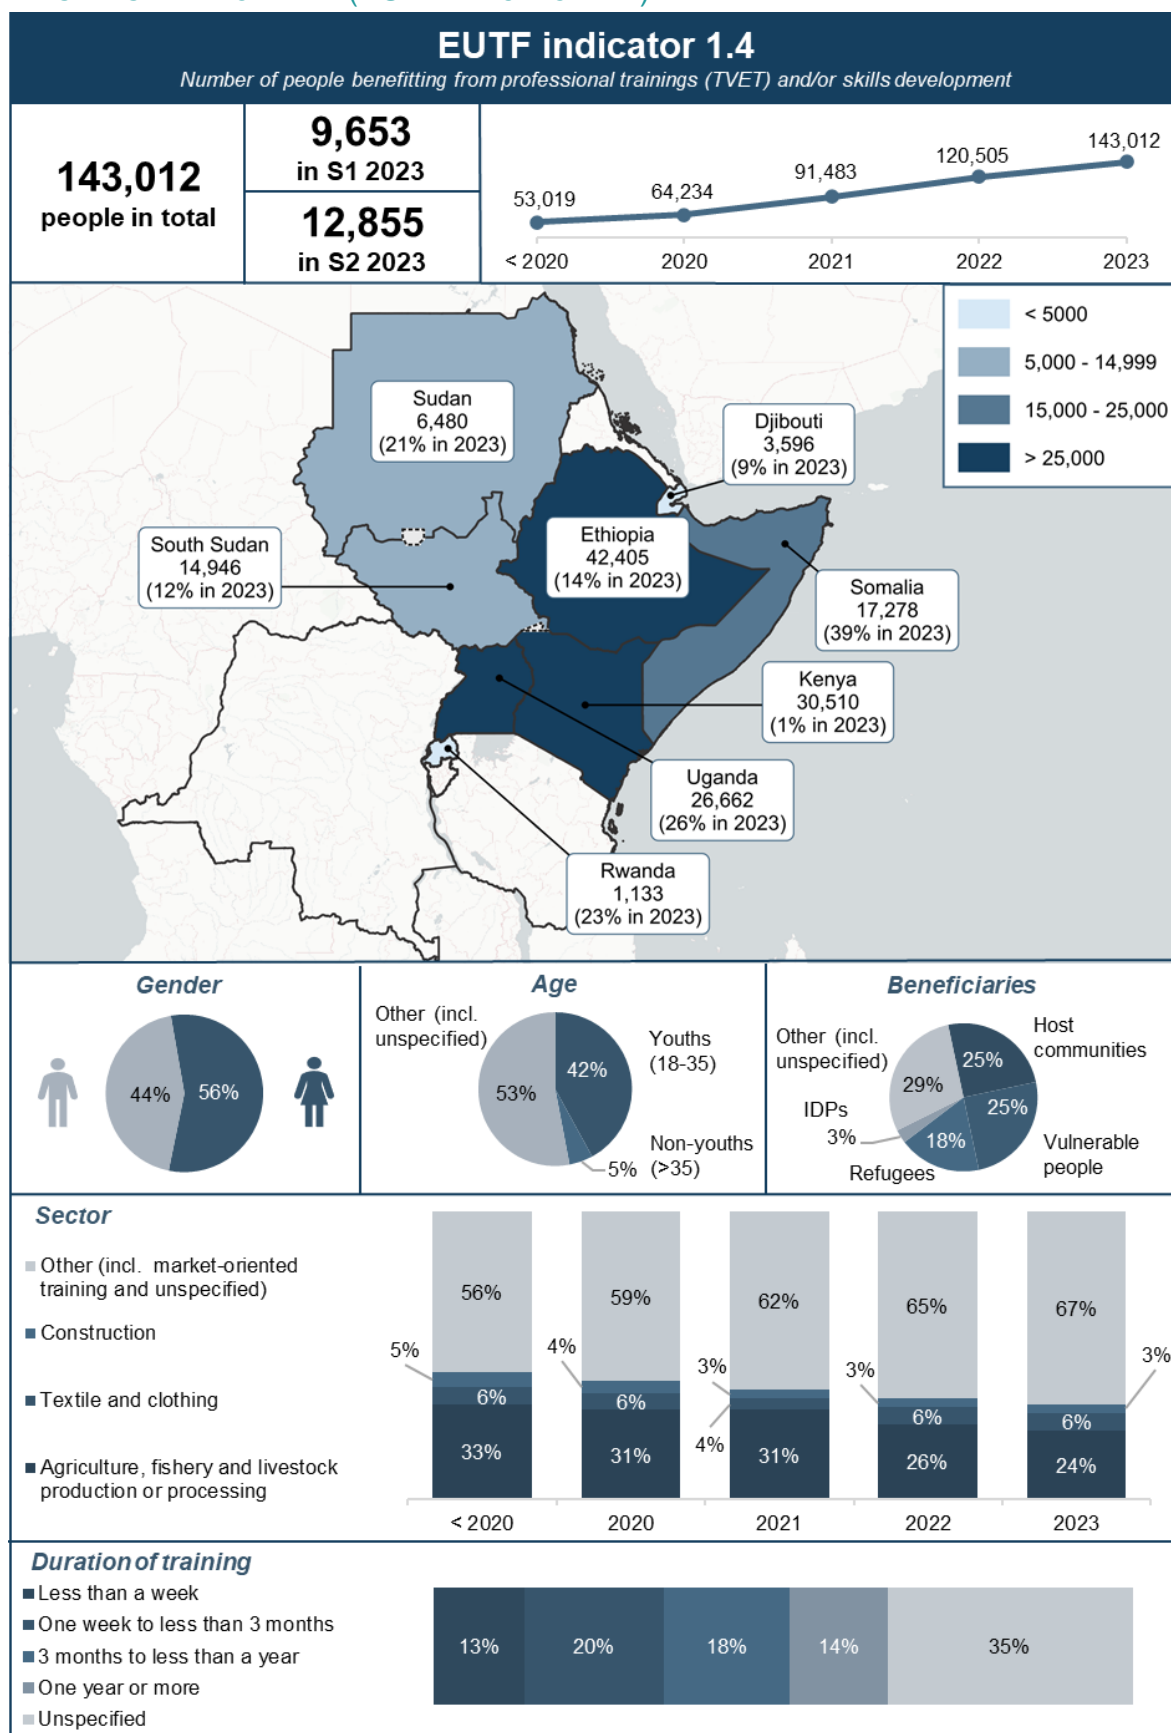 EUTF indicator 1.4
Number of people benefitting from professional trainings (TVET) and/or skills development
143,012
people in total
9,653
in S1 2023
12,855
in S2 2023
53,019
64,234
91,483
120,505
143,012
< 2020
2020
2021
2022
2023
< 5000
5,000 - 14,999
15,000 - 25,000
> 25,000
Sudan
6,480
(21% in 2023)
Djibouti
3,596
(9% in 2023)
South Sudan
14,946
(12% in 2023)
Ethiopia
42,405
(14% in 2023)
Somalia
17,278
(39% in 2023)
Kenya
30,510
(1% in 2023)
Uganda
26,662
(26% in 2023)
Rwanda
1,133
(23% in 2023)
Gender
44%
56%
Age
Other (incl.
unspecified)
Youths
(18-35)
42%
53%
Non-youths
(>35)
5%
Beneficiaries
Other (incl.
unspecified)
Host
communities
25%
29%
25%
IDPs
3%
18%
Vulnerable
people
Refugees
Sector
Other (incl. market-oriented
training and unspecified)
Construction
Textile and clothing
Agriculture, fishery and livestock
production or processing
56%
59%
62%
65%
67%
5%
4%
3%
3%
3%
6%
6%
4%
6%
6%
33%
31%
31%
26%
24%
< 2020
2020
2021
2022
2023
Duration of training
Less than a week
One week to less than 3 months
3 months to less than a year
One year or more
Unspecified
13%
20%
18%
14%
35%